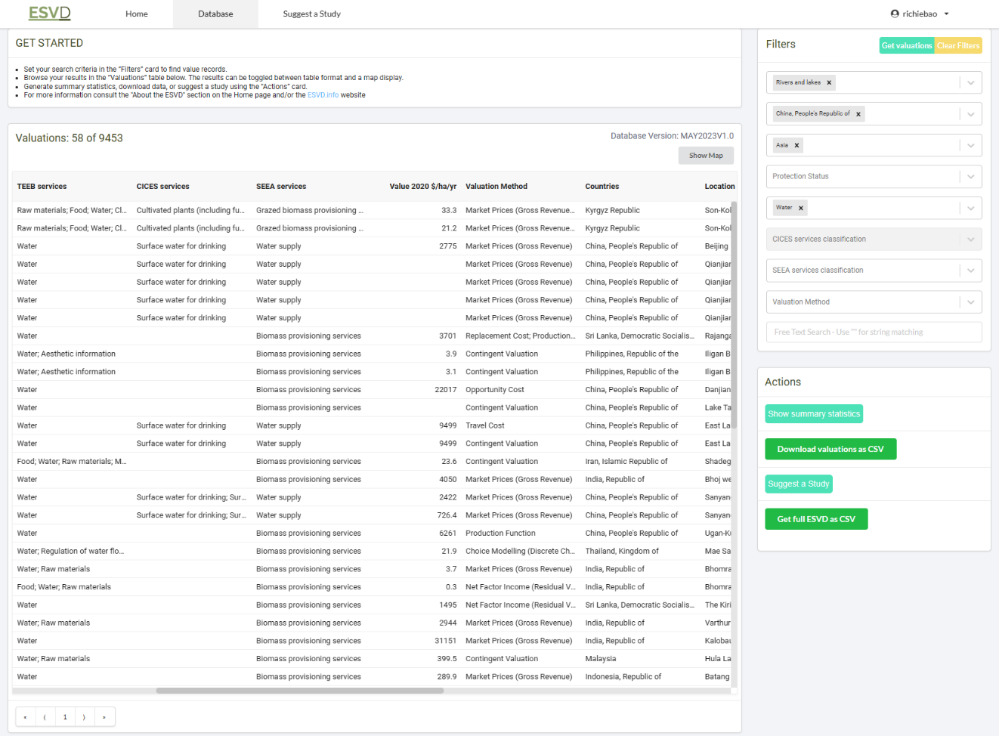 ESVD Home Database Suggest a Study richiebao
GET STARTED
Set your search criteria in the "Filters" card to find value records.
Browse your results in the "Valuations" table below. The results can be toggled between table format and a map display.
Generate summary statistics, download data, or suggest a study using the "Actions" card.
For more information consult the "About the ESVD" section on the Home page and/or the ESVD.info website
Valuations: 58 of 9453
Database Version: MAY2023V1.0
Show Map
TEEB services CICES services SEEA services Value 2020 $/ha/yr Valuation Method Countries Location
Raw materials; Food; Water; Cl... Cultivated plants (including fu... Grazed biomass provisioning ... 33.3 Market Prices (Gross Revenue... Kyrgyz Republic Son-Kol
Raw materials; Food; Water; Cl... Cultivated plants (including fu... Grazed biomass provisioning ... 21.2 Market Prices (Gross Revenue... Kyrgyz Republic Son-Kol
Water Surface water for drinking Water supply 2775 Market Prices (Gross Revenue) China, People's Republic of Beijing
Water Surface water for drinking Water supply Market Prices (Gross Revenue) China, People's Republic of Qianjiar
Water Surface water for drinking Water supply Market Prices (Gross Revenue) China, People's Republic of Qianjiar
Water Surface water for drinking Water supply Market Prices (Gross Revenue) China, People's Republic of Qianjiar
Water Surface water for drinking Water supply Market Prices (Gross Revenue) China, People's Republic of Qianjiar
Water Biomass provisioning services 3701 Replacement Cost; Production... Sri Lanka, Democratic Socialis... Rajanga
Water; Aesthetic information Biomass provisioning services 3.9 Contingent Valuation Philippines, Republic of the Iligan B
Water; Aesthetic information Biomass provisioning services 3.1 Contingent Valuation Philippines, Republic of the Iligan B
Water Biomass provisioning services 22017 Opportunity Cost China, People's Republic of Danjian
Water Biomass provisioning services Contingent Valuation China, People's Republic of Lake Ta
Water Surface water for drinking Water supply 9499 Travel Cost China, People's Republic of East La
Water Surface water for drinking Water supply 9499 Contingent Valuation China, People's Republic of East La
Food; Water; Raw materials; M... Biomass provisioning services 23.6 Contingent Valuation Iran, Islamic Republic of Shadeg
Water Biomass provisioning services 4050 Market Prices (Gross Revenue) India, Republic of Bhoj we
Water Surface water for drinking; Sur... Water supply 2422 Market Prices (Gross Revenue) China, People's Republic of Sanyan
Water Surface water for drinking; Sur... Water supply 726.4 Market Prices (Gross Revenue) China, People's Republic of Sanyan
Water Biomass provisioning services 6261 Production Function China, People's Republic of Ugan-Ku
Water; Regulation of water flo... Biomass provisioning services 21.9 Choice Modelling (Discrete Ch... Thailand, Kingdom of Mae Sa
Water; Raw materials Biomass provisioning services 3.7 Market Prices (Gross Revenue) India, Republic of Bhomra
Food; Water; Raw materials Biomass provisioning services 0.3 Net Factor Income (Residual V... India, Republic of Bhomra
Water Biomass provisioning services 1495 Net Factor Income (Residual V... Sri Lanka, Democratic Socialis... The Kiri
Water; Raw materials Biomass provisioning services 2944 Market Prices (Gross Revenue) India, Republic of Varthur
Water Biomass provisioning services 31151 Market Prices (Gross Revenue) India, Republic of Kalobau
Water; Raw materials Biomass provisioning services 399.5 Contingent Valuation Malaysia Hula La
Water Biomass provisioning services 289.9 Market Prices (Gross Revenue) Indonesia, Republic of Batang
« ⟨ 1 ⟩ »
Filters Get valuations Clear Filters
Rivers and lakes x
China, People's Republic of x
Asia x
Protection Status
Water x
CICES services classification
SEEA services classification
Valuation Method
Free Text Search - Use "" for string matching
Actions
Show summary statistics
Download valuations as CSV
Suggest a Study
Get full ESVD as CSV